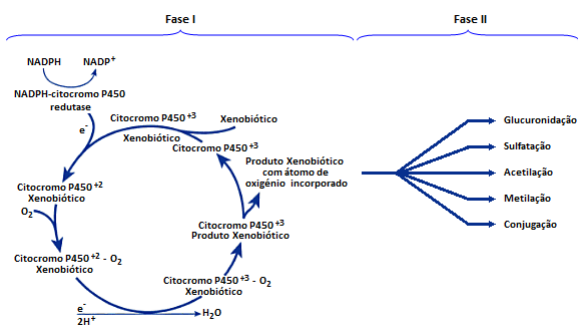 Fase I
Fase II
NADPH
NADP+
NADPH-citocromo P450
redutase
e-
Citocromo P450+3
Xenobiótico
Xenobiótico
Citocromo P450+3
Produto Xenobiótico
com átomo de
oxigénio incorporado
Citocromo P450+2
Xenobiótico
O2
Citocromo P450+3
Produto Xenobiótico
Citocromo P450+2 - O2
Xenobiótico
Citocromo P450+3 - O2
Xenobiótico
e-
2H+
H2O
Glucuronidação
Sulfatação
Acetilação
Metilação
Conjugação